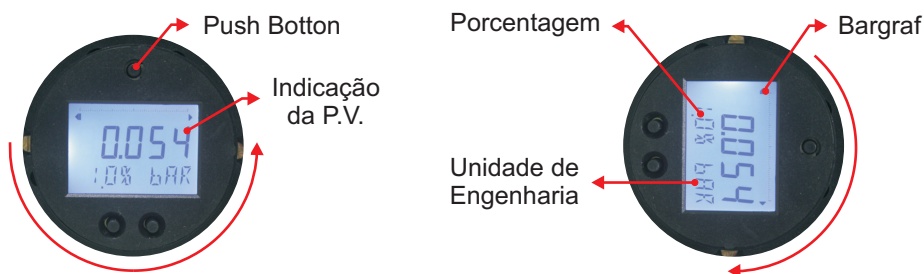 Push Botton
Indicação
da P.V.
0.054
1.0% bAR
Porcentagem
Bargraf
Unidade de
Engenharia
0.054
1.0% bAR